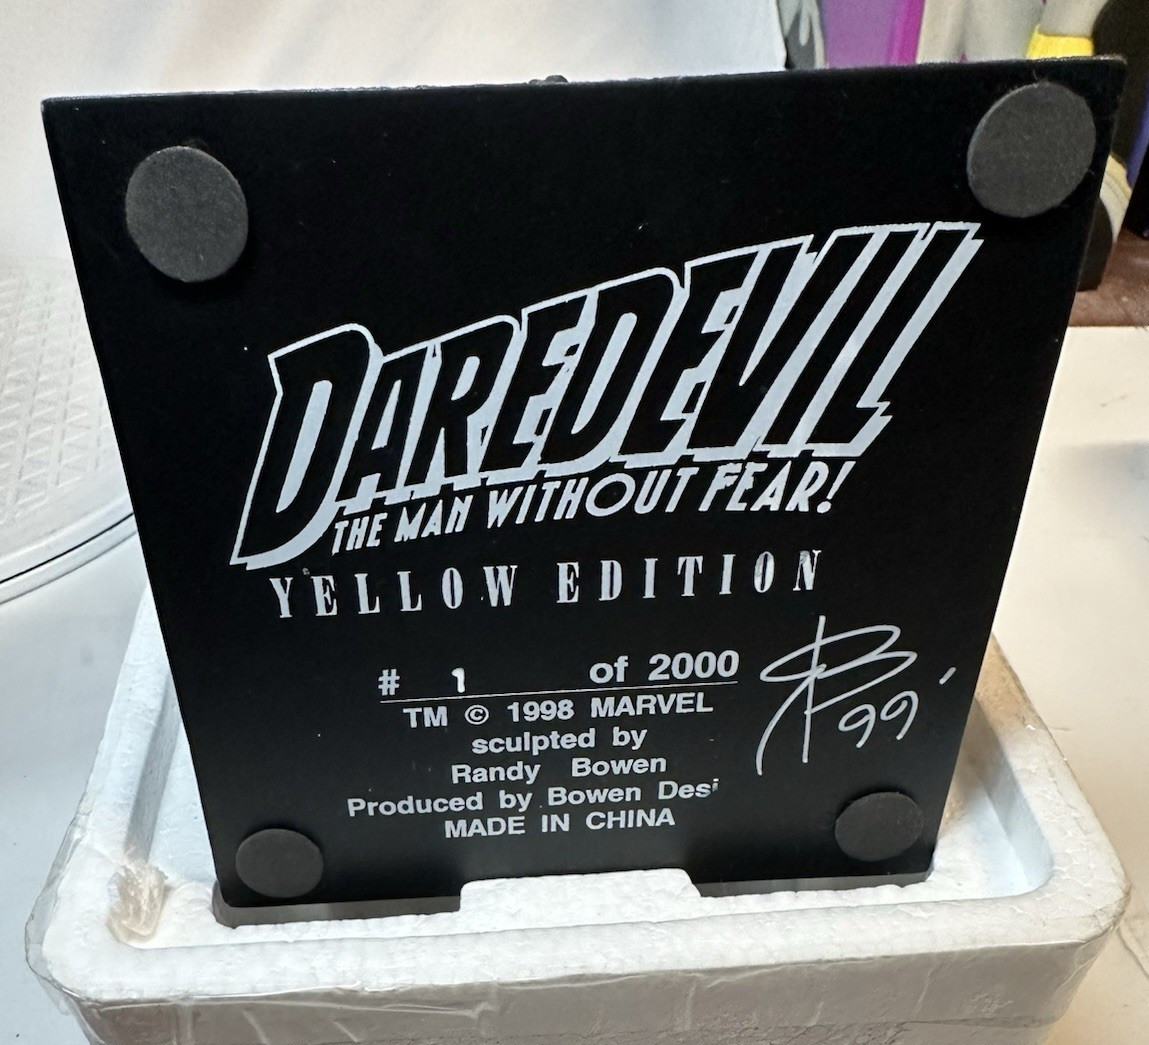 DAREDEVIL
THE MAN WITHOUT FEAR!
YELLOW EDITION
# 1 of 2000
TM © 1998 MARVEL
sculpted by
Randy Bowen
Produced by Bowen Desi
MADE IN CHINA
RB 99'